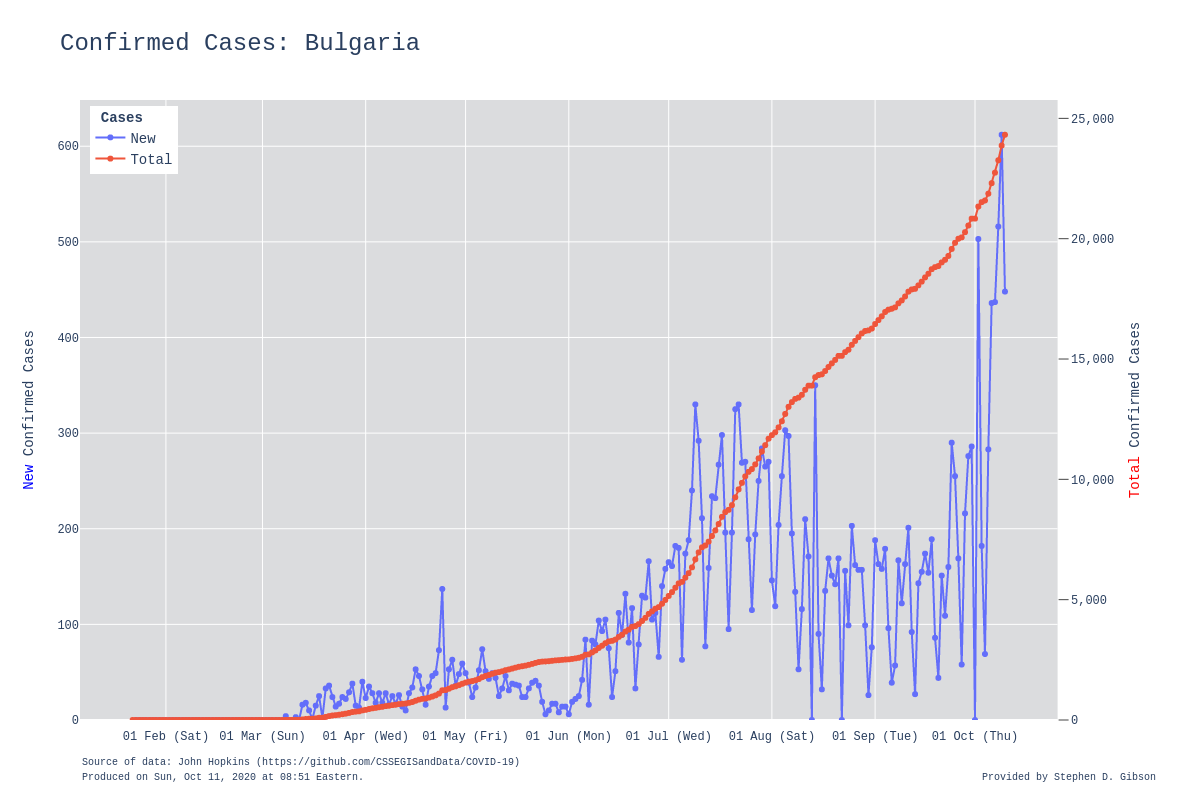 Confirmed Cases: Bulgaria
Cases
New
Total
600
500
400
300
200
100
0
25,000
20,000
15,000
10,000
5,000
0
New Confirmed Cases
Total Confirmed Cases
01 Feb (Sat) 01 Mar (Sun) 01 Apr (Wed) 01 May (Fri) 01 Jun (Mon) 01 Jul (Wed) 01 Aug (Sat) 01 Sep (Tue) 01 Oct (Thu)
Source of data: John Hopkins (https://github.com/CSSEGISandData/COVID-19)
Produced on Sun, Oct 11, 2020 at 08:51 Eastern.
Provided by Stephen D. Gibson